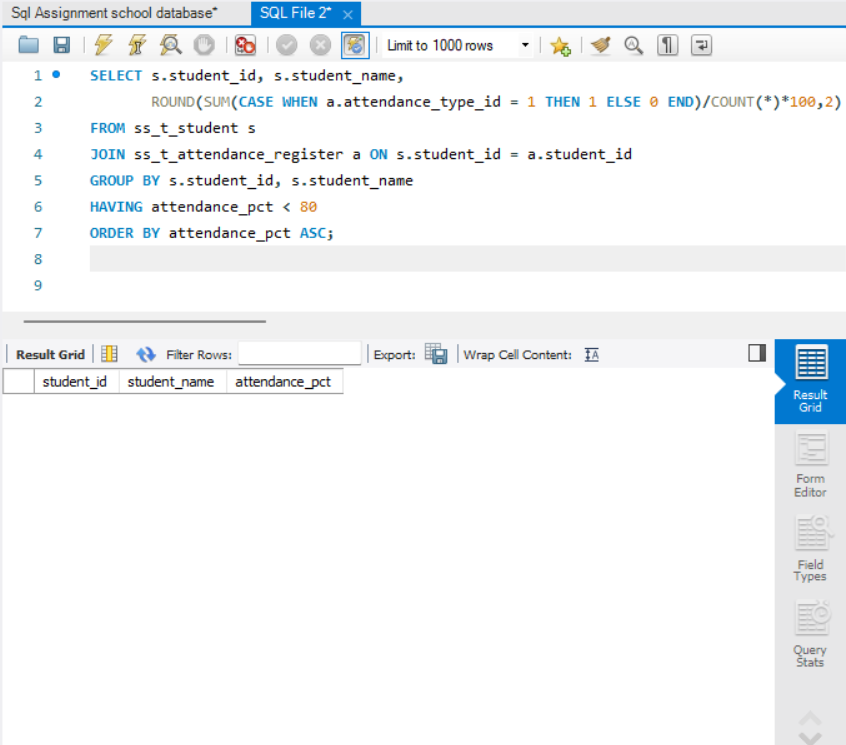 Sql Assignment school database* SQL File 2* ×
Limit to 1000 rows
1 SELECT s.student_id, s.student_name,
2 ROUND(SUM(CASE WHEN a.attendance_type_id = 1 THEN 1 ELSE 0 END)/COUNT(*)*100,2)
3 FROM ss_t_student s
4 JOIN ss_t_attendance_register a ON s.student_id = a.student_id
5 GROUP BY s.student_id, s.student_name
6 HAVING attendance_pct < 80
7 ORDER BY attendance_pct ASC;
8
9
Result Grid Filter Rows: Export: Wrap Cell Content: IA
student_id student_name attendance_pct
Result
Grid
Form
Editor
Field
Types
Query
Stats